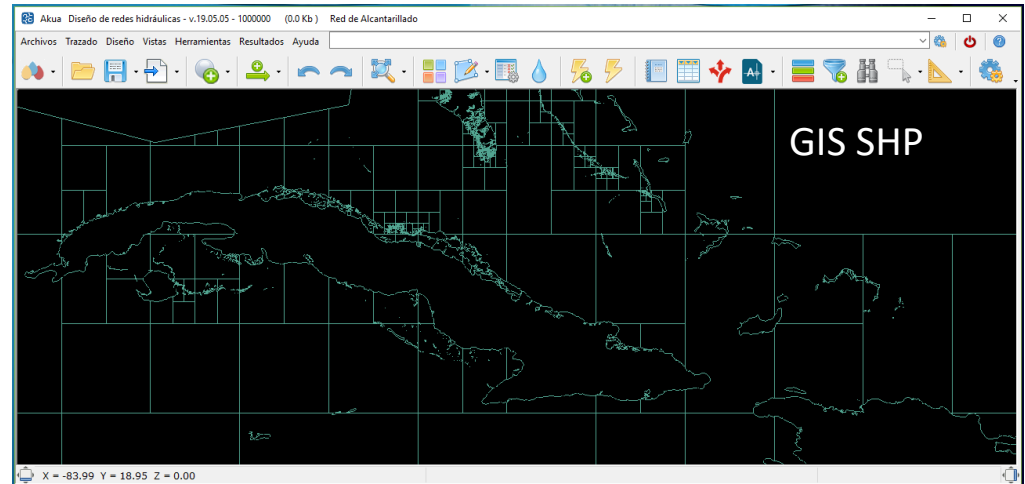 Akua Diseño de redes hidráulicas - v.19.05.05 - 1000000 (0.0 Kb ) Red de Alcantarillado
Archivos Trazado Diseño Vistas Herramientas Resultados Ayuda
A
GIS SHP
X = -83.99 Y = 18.95 Z = 0.00